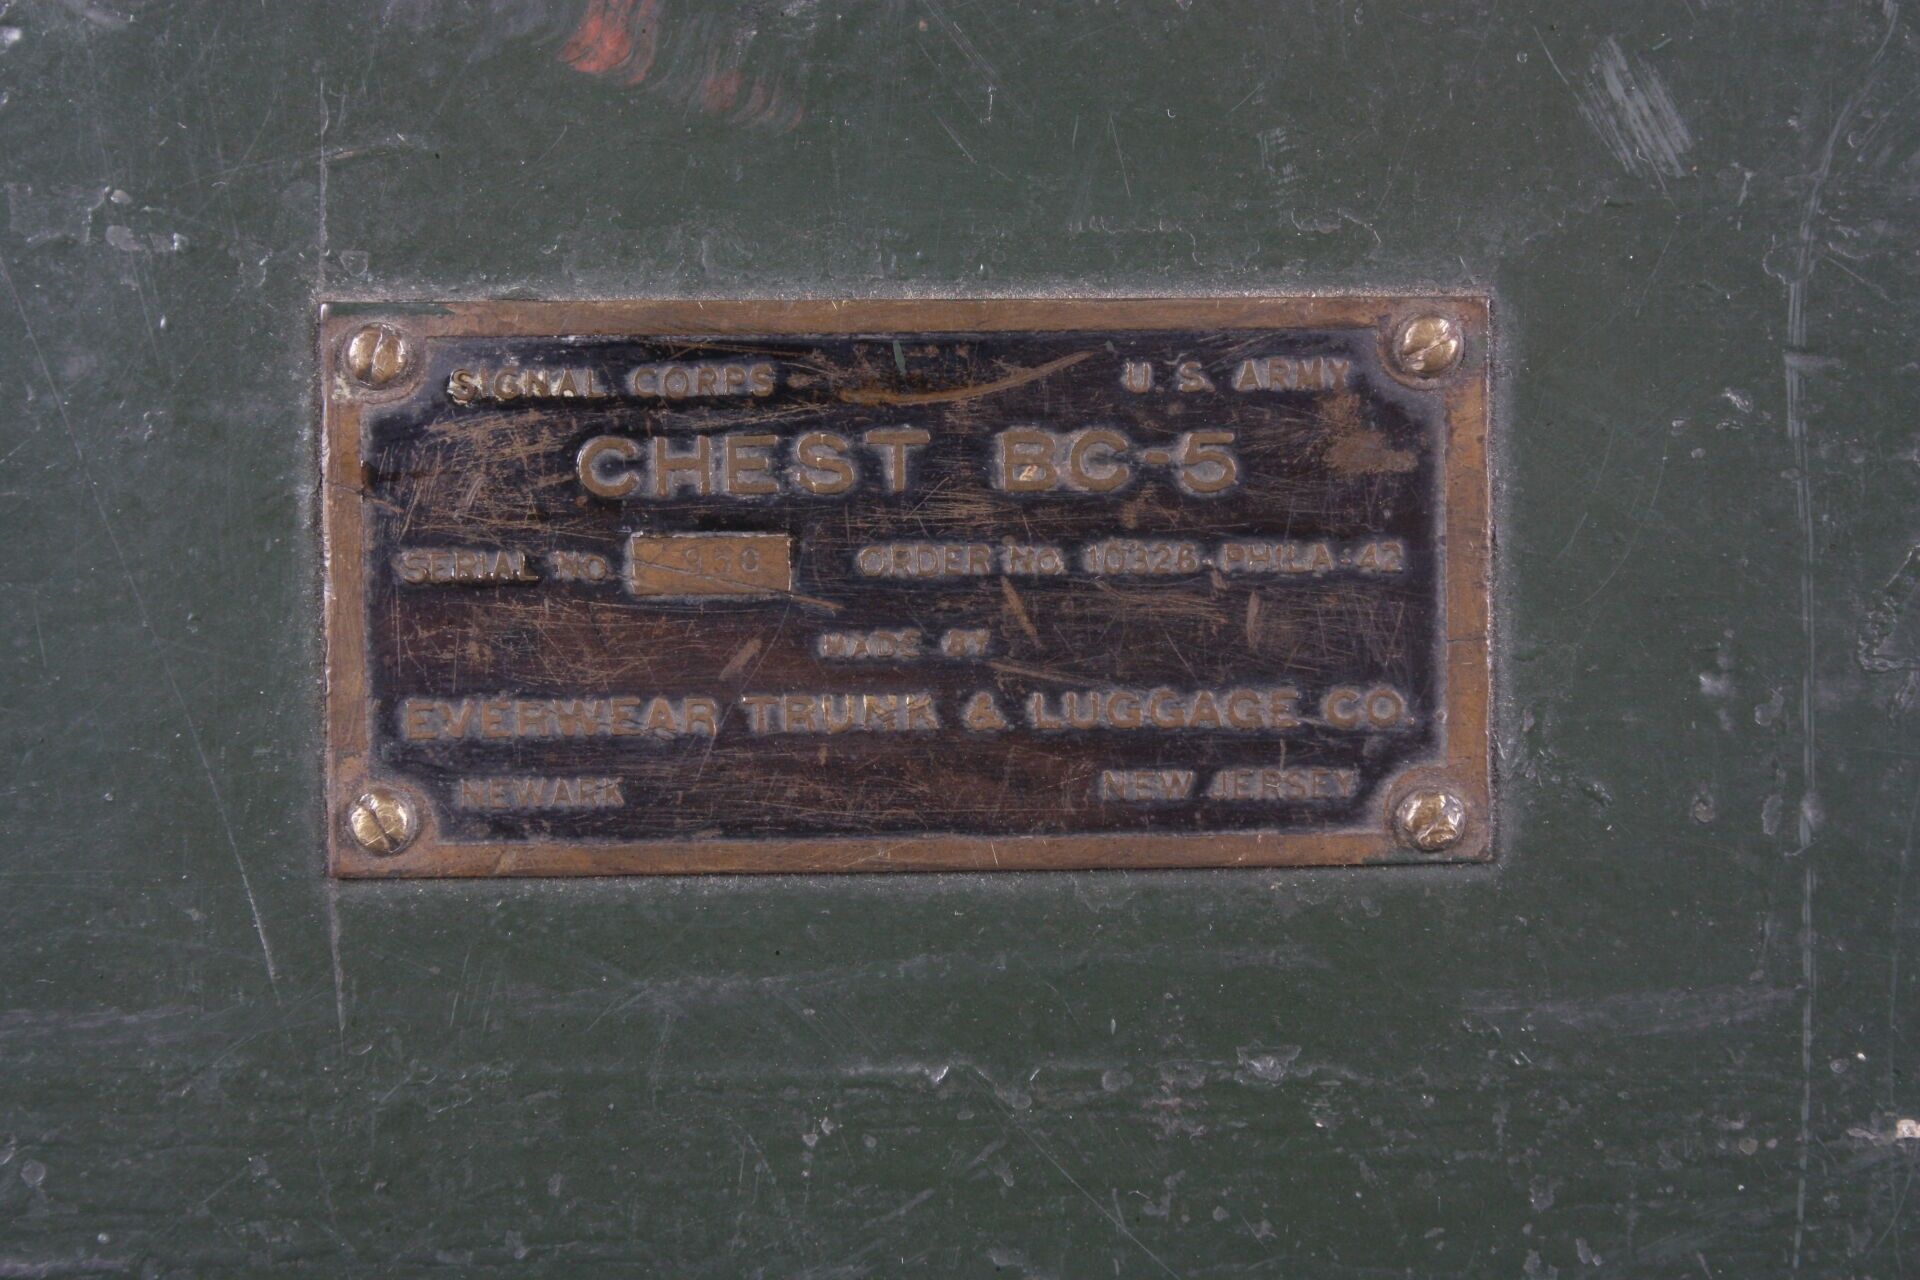 SIGNAL CORPS U. S. ARMY
CHEST BC-5
SERIAL NO. ORDER NO. 10328-PHILA-42
MADE BY
EVERWEAR TRUNK & LUGGAGE CO.
NEWARK NEW JERSEY